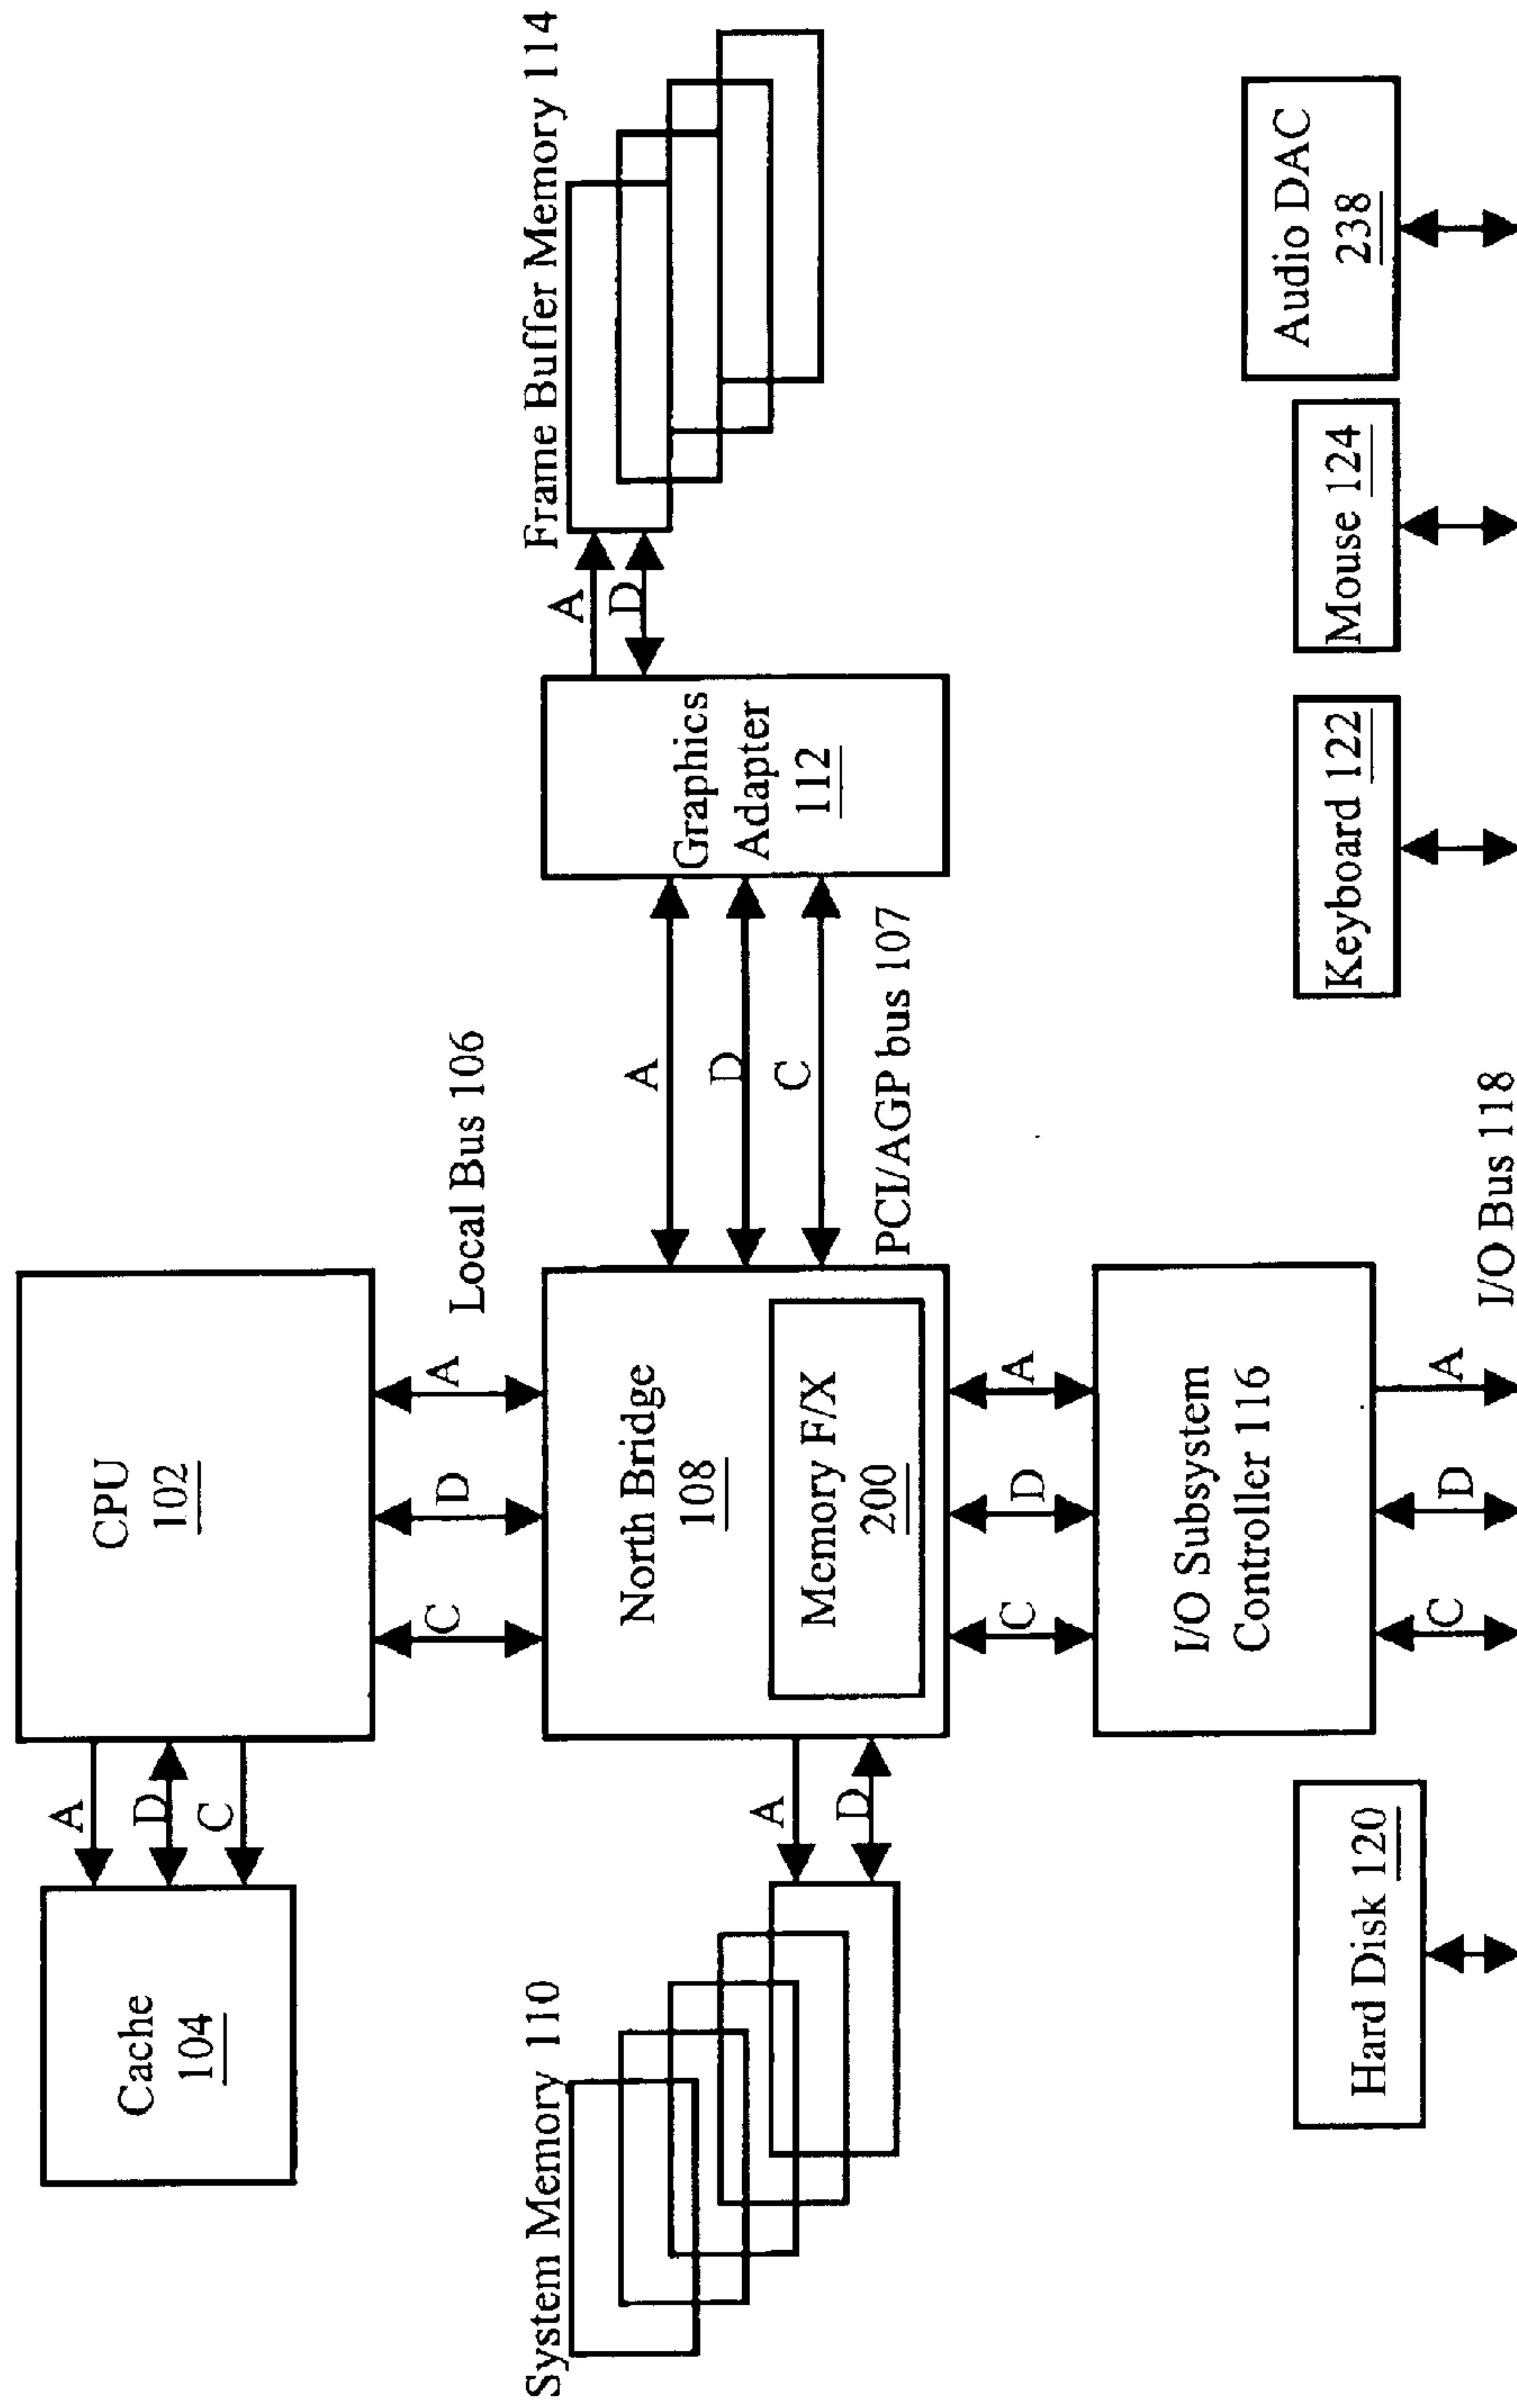 Cache
104
A
D
C
CPU
102
C
D
A
Local Bus 106
System Memory 110
A
D
North Bridge
108
Memory F/X
200
A
D
C
PCI/AGP bus 107
Graphics
Adapter
112
A
D
Frame Buffer Memory 114
C
D
A
I/O Subsystem
Controller 116
C
D
A
I/O Bus 118
Hard Disk 120
Keyboard 122
Mouse 124
Audio DAC
238